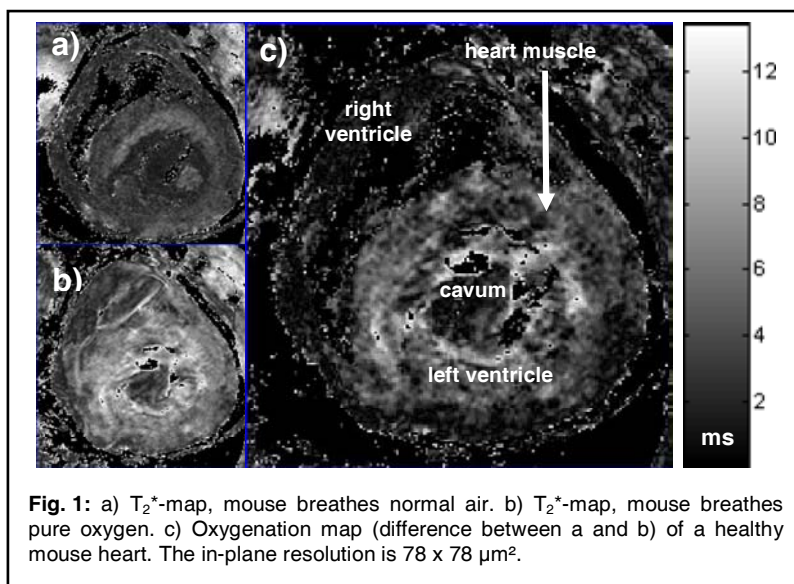 a)
c)
heart muscle
right
ventricle
b)
cavum
left ventricle
12
10
8
6
4
2
ms
Fig. 1: a) T₂*-map, mouse breathes normal air. b) T₂*-map, mouse breathes
pure oxygen. c) Oxygenation map (difference between a and b) of a healthy
mouse heart. The in-plane resolution is 78 x 78 µm².